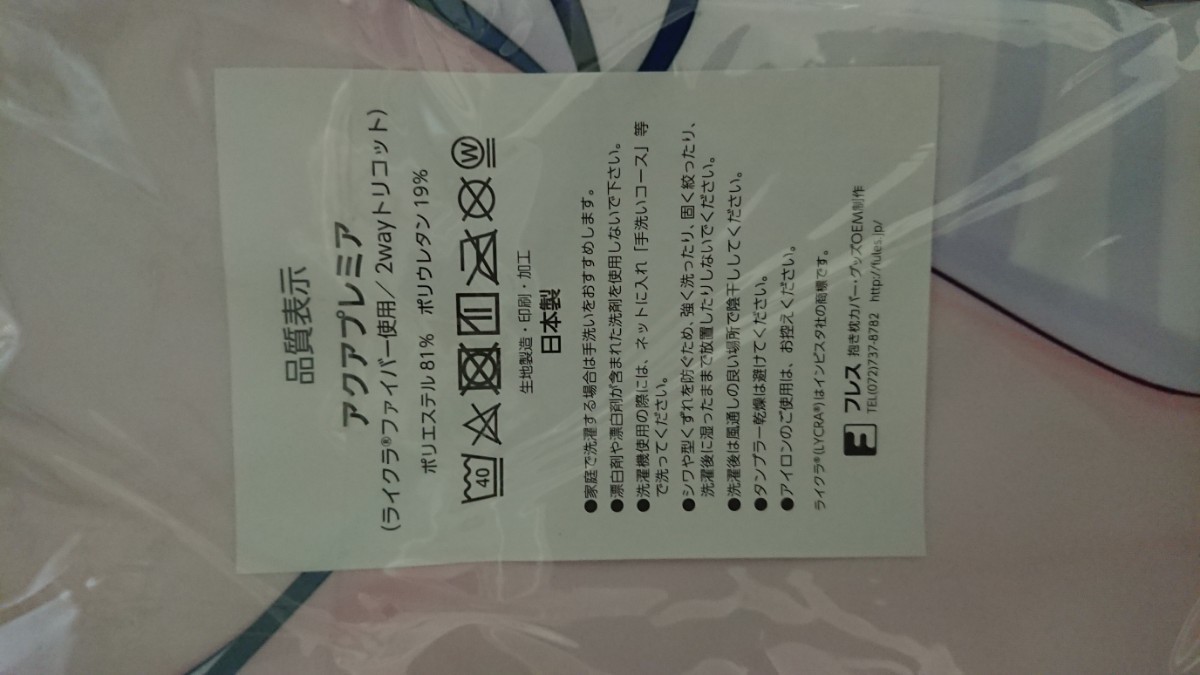 品質表示
アクアプレミア
(ライクラ®ファイバー使用／2wayトリコット)
ポリエステル81% ポリウレタン19%
40
W
生地製造・印刷・加工
日本製
●家庭で洗濯する場合は手洗いをおすすめします。
●漂白剤や漂白剤が含まれた洗剤を使用しないで下さい。
●洗濯機使用の際には、ネットに入れ「手洗いコース」等
で洗ってください。
●シワや型くずれを防ぐため、強く洗ったり、固く絞ったり、
洗濯後に湿ったままで放置したりしないでください。
●洗濯後は風通しの良い場所で陰干ししてください。
●タンブラー乾燥は避けてください。
●アイロンのご使用は、お控えください。
ライクラ®(LYCRA®)はインビスタ社の商標です。
フレス 抱き枕カバー・グッズOEM制作
TEL(072)737-8782 http://fules.jp/